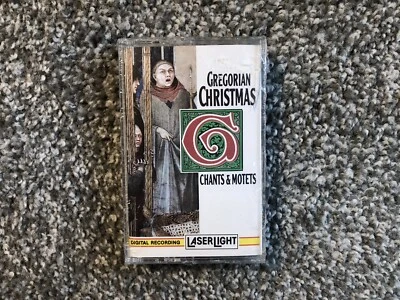 GREGORIAN
CHRISTMAS
G
CHANTS & MOTETS
DIGITAL RECORDING
LASERLIGHT